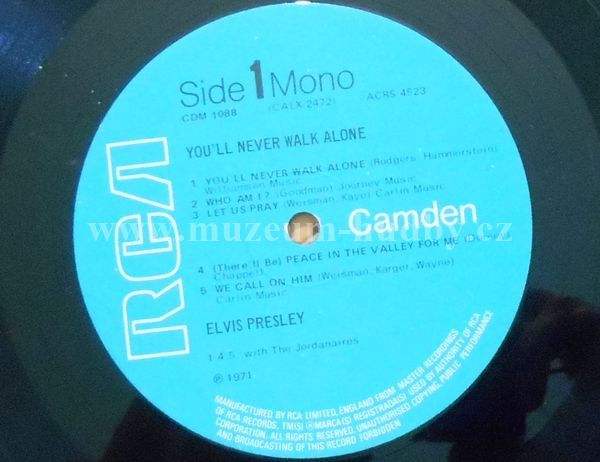 Side 1 Mono
CDM 1088
(CALX 2472)
ACRS 4523
YOU'LL NEVER WALK ALONE
1 YOU'LL NEVER WALK ALONE (Rodgers, Hammerstein)
Williamson Music
2 WHO AM I? (Goodman) Journey Music
3 LET US PRAY (Weisman, Kaye) Carlin Music
RCA
Camden
www.muzeum-hudby.cz
4 (There'll Be) PEACE IN THE VALLEY FOR ME
Chappell
5 WE CALL ON HIM (Weisman, Karger, Wayne)
Carlin Music
ELVIS PRESLEY
1.4.5. with The Jordanaires
℗ 1971
MANUFACTURED BY RCA LIMITED, ENGLAND FROM MASTER RECORDINGS
OF RCA RECORDS. TM(S) ® MARCA(S) REGISTRADA(S) USED BY AUTHORITY OF RCA
CORPORATION. ALL RIGHTS RESERVED. UNAUTHORISED COPYING, PUBLIC PERFORMANCE
AND BROADCASTING OF THIS RECORD FORBIDDEN